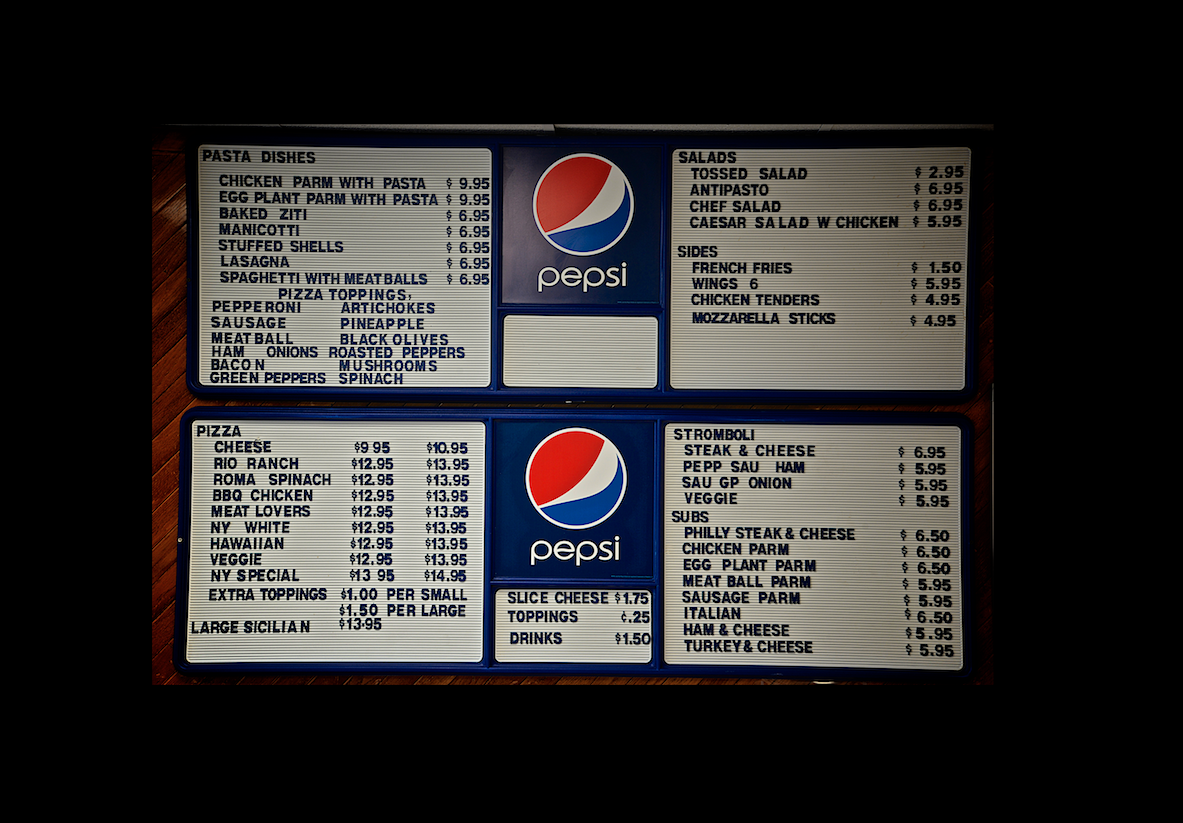 PASTA DISHES
CHICKEN PARM WITH PASTA $ 9.95
EGG PLANT PARM WITH PASTA $ 9.95
BAKED ZITI $ 6.95
MANICOTTI $ 6.95
STUFFED SHELLS $ 6.95
LASAGNA $ 6.95
SPAGHETTI WITH MEATBALLS $ 6.95
PIZZA TOPPINGS,
PEPPERONI ARTICHOKES
SAUSAGE PINEAPPLE
MEATBALL BLACK OLIVES
HAM ONIONS ROASTED PEPPERS
BACON MUSHROOMS
GREEN PEPPERS SPINACH
pepsi
SALADS
TOSSED SALAD $ 2.95
ANTIPASTO $ 6.95
CHEF SALAD $ 6.95
CAESAR SALAD W CHICKEN $ 5.95
SIDES
FRENCH FRIES $ 1.50
WINGS 6 $ 5.95
CHICKEN TENDERS $ 4.95
MOZZARELLA STICKS $ 4.95
PIZZA
CHEESE $9 95 $10.95
RIO RANCH $12.95 $13.95
ROMA SPINACH $12.95 $13.95
BBQ CHICKEN $12.95 $13.95
MEAT LOVERS $12.95 $13.95
NY WHITE $12.95 $13.95
HAWAIIAN $12.95 $13.95
VEGGIE $12.95 $13.95
NY SPECIAL $13 95 $14.95
EXTRA TOPPINGS $1.00 PER SMALL
$1.50 PER LARGE
LARGE SICILIAN $13.95
pepsi
SLICE CHEESE $1.75
TOPPINGS ¢.25
DRINKS $1.50
STROMBOLI
STEAK & CHEESE $ 6.95
PEPP SAU HAM $ 5.95
SAU GP ONION $ 5.95
VEGGIE $ 5.95
SUBS
PHILLY STEAK & CHEESE $ 6.50
CHICKEN PARM $ 6.50
EGG PLANT PARM $ 6.50
MEAT BALL PARM $ 5.95
SAUSAGE PARM $ 5.95
ITALIAN $ 6.50
HAM & CHEESE $5.95
TURKEY & CHEESE $ 5.95